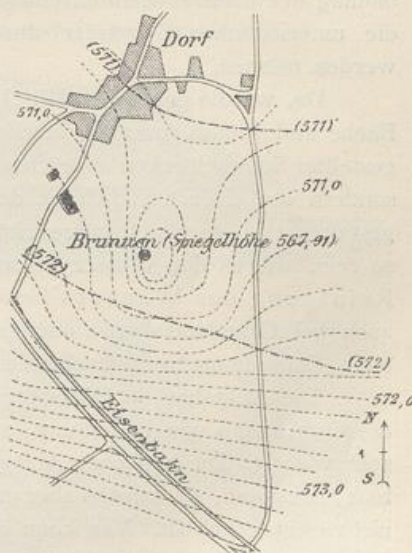 Dorf
(571)
571,0
(571)
571,0
Brunnen (Spiegelhöhe 567,91)
(572)
(572)
572,0
N
S
Eisenbahn
573,0